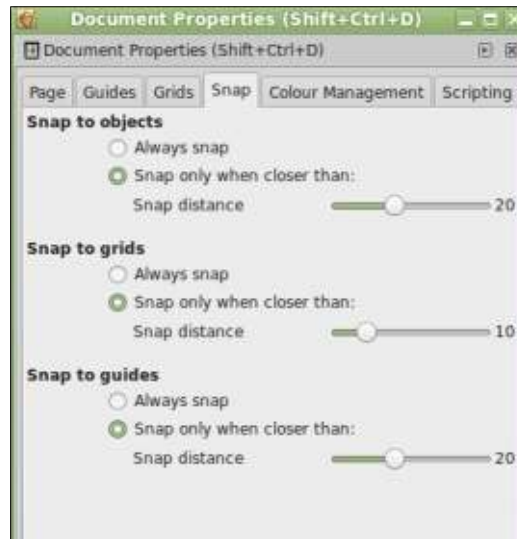 Document Properties (Shift+Ctrl+D)
Document Properties (Shift+Ctrl+D)
Page Guides Grids Snap Colour Management Scripting
Snap to objects
Always snap
Snap only when closer than:
Snap distance 20
Snap to grids
Always snap
Snap only when closer than:
Snap distance 10
Snap to guides
Always snap
Snap only when closer than:
Snap distance 20